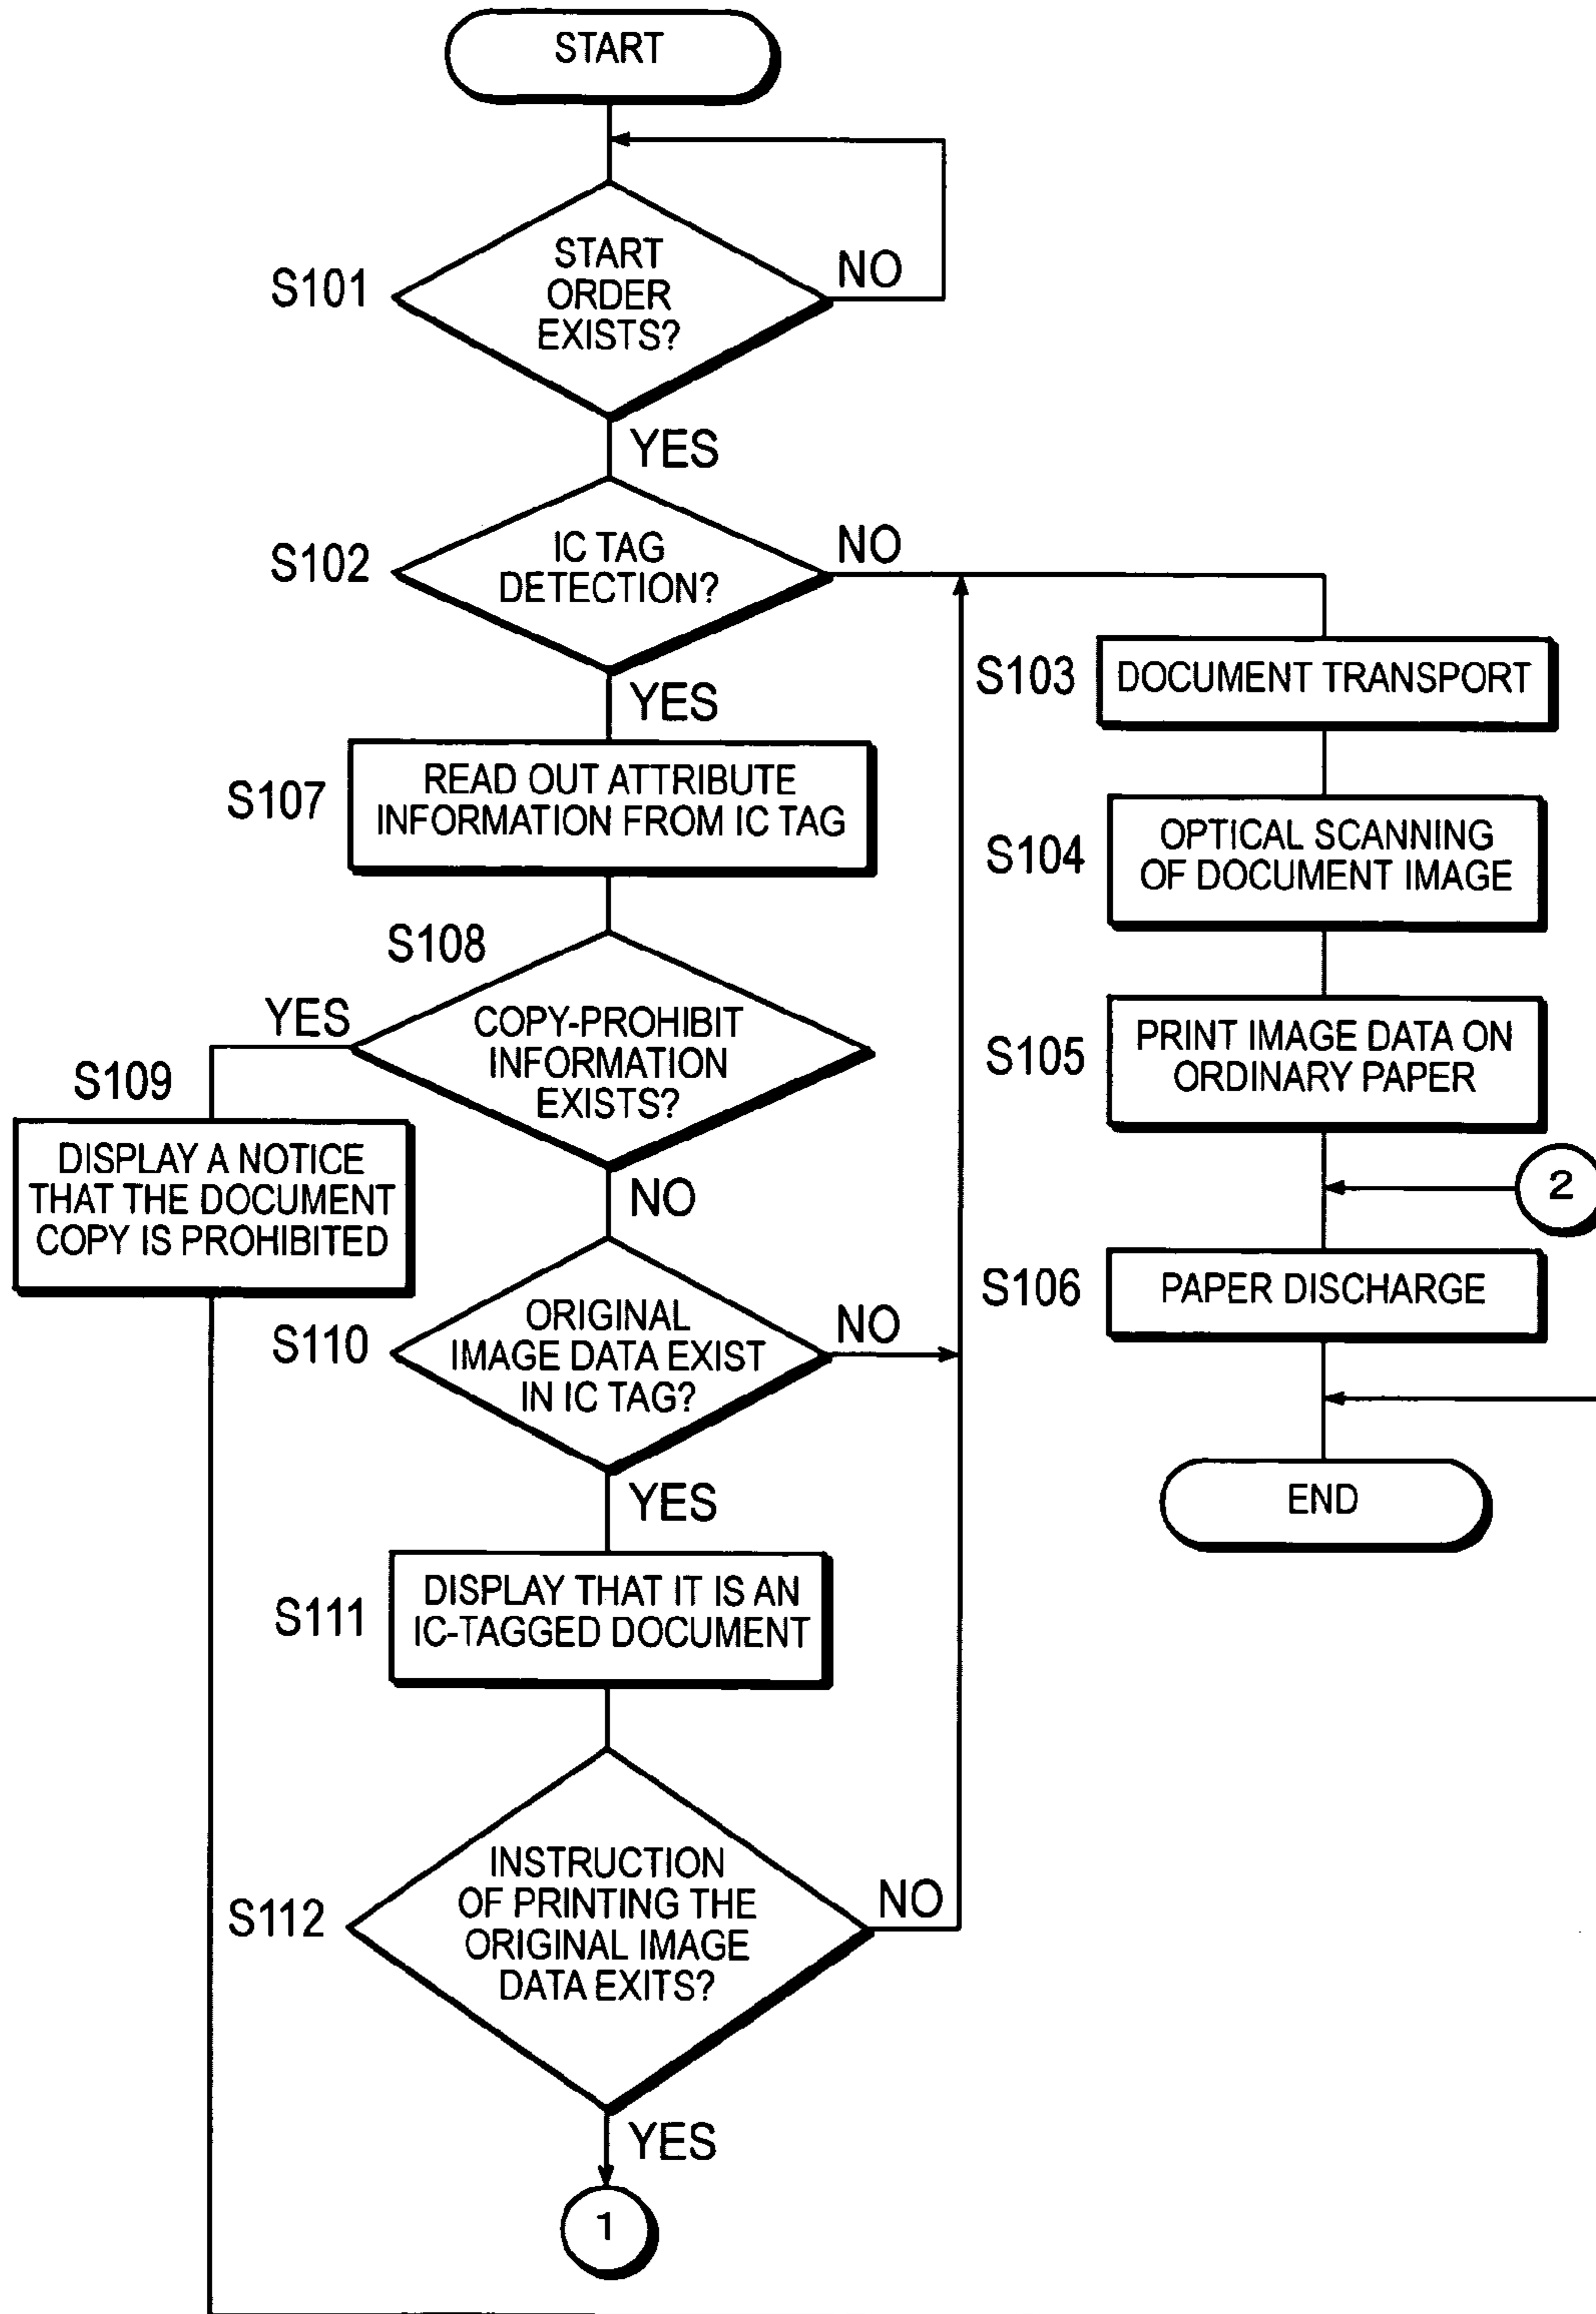 START
S101
START
ORDER
EXISTS?
NO
YES
S102
IC TAG
DETECTION?
NO
YES
S103
DOCUMENT TRANSPORT
S107
READ OUT ATTRIBUTE
INFORMATION FROM IC TAG
S104
OPTICAL SCANNING
OF DOCUMENT IMAGE
S108
YES
COPY-PROHIBIT
INFORMATION
EXISTS?
NO
S105
PRINT IMAGE DATA ON
ORDINARY PAPER
S109
DISPLAY A NOTICE
THAT THE DOCUMENT
COPY IS PROHIBITED
2
S106
PAPER DISCHARGE
S110
ORIGINAL
IMAGE DATA EXIST
IN IC TAG?
NO
YES
END
S111
DISPLAY THAT IT IS AN
IC-TAGGED DOCUMENT
S112
INSTRUCTION
OF PRINTING THE
ORIGINAL IMAGE
DATA EXITS?
NO
YES
1